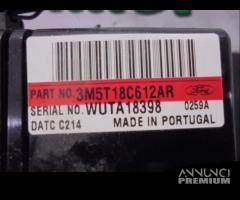 PART NO. 3M5T18C612AR
Ford
SERIAL NO. WUTA18398 0259A
DATC C214 MADE IN PORTUGAL
ANNUNCI
PREMIUM